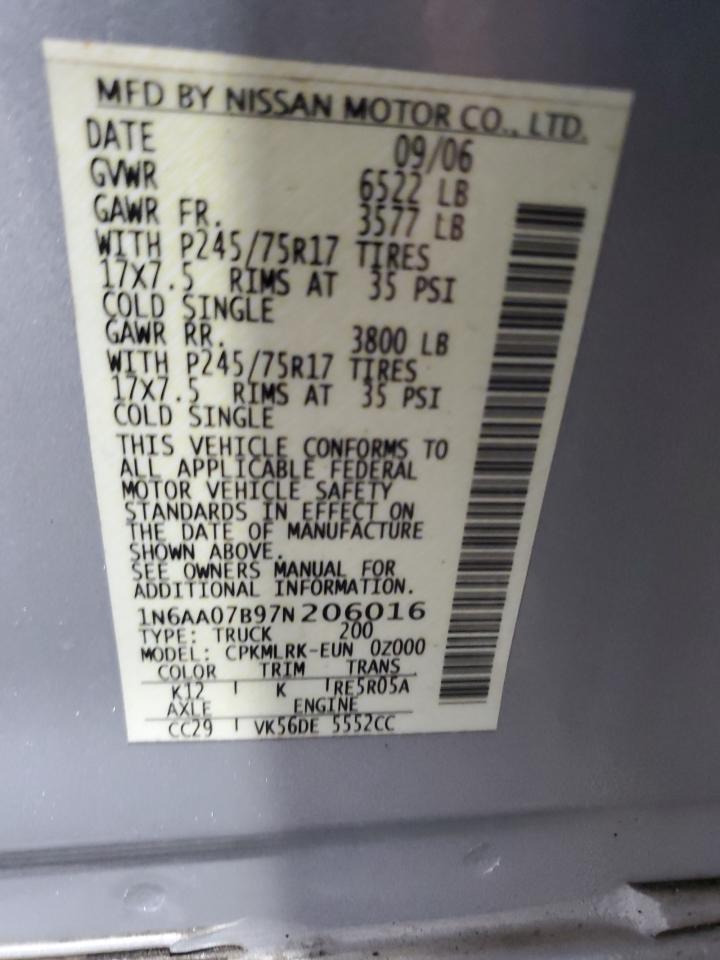 MFD BY NISSAN MOTOR CO., LTD.
DATE 09/06
GVWR 6522 LB
GAWR FR. 3577 LB
WITH P245/75R17 TIRES
17X7.5 RIMS AT 35 PSI
COLD SINGLE
GAWR RR. 3800 LB
WITH P245/75R17 TIRES
17X7.5 RIMS AT 35 PSI
COLD SINGLE
THIS VEHICLE CONFORMS TO
ALL APPLICABLE FEDERAL
MOTOR VEHICLE SAFETY
STANDARDS IN EFFECT ON
THE DATE OF MANUFACTURE
SHOWN ABOVE.
SEE OWNERS MANUAL FOR
ADDITIONAL INFORMATION.
1N6AA07B97N206016
TYPE: TRUCK 200
MODEL: CPKMLRK-EUN 0Z000
COLOR TRIM TRANS
K12 K RE5R05A
AXLE ENGINE
CC29 VK56DE 5552CC